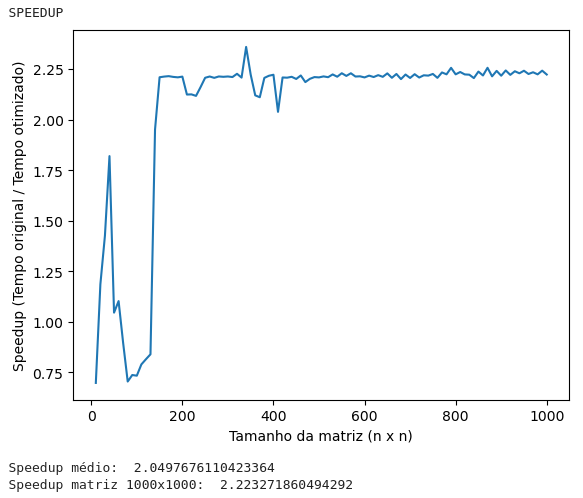 SPEEDUP
Speedup (Tempo original / Tempo otimizado)
2.25
2.00
1.75
1.50
1.25
1.00
0.75
0 200 400 600 800 1000
Tamanho da matriz (n x n)
Speedup médio:  2.0497676110423364
Speedup matriz 1000x1000:  2.223271860494292